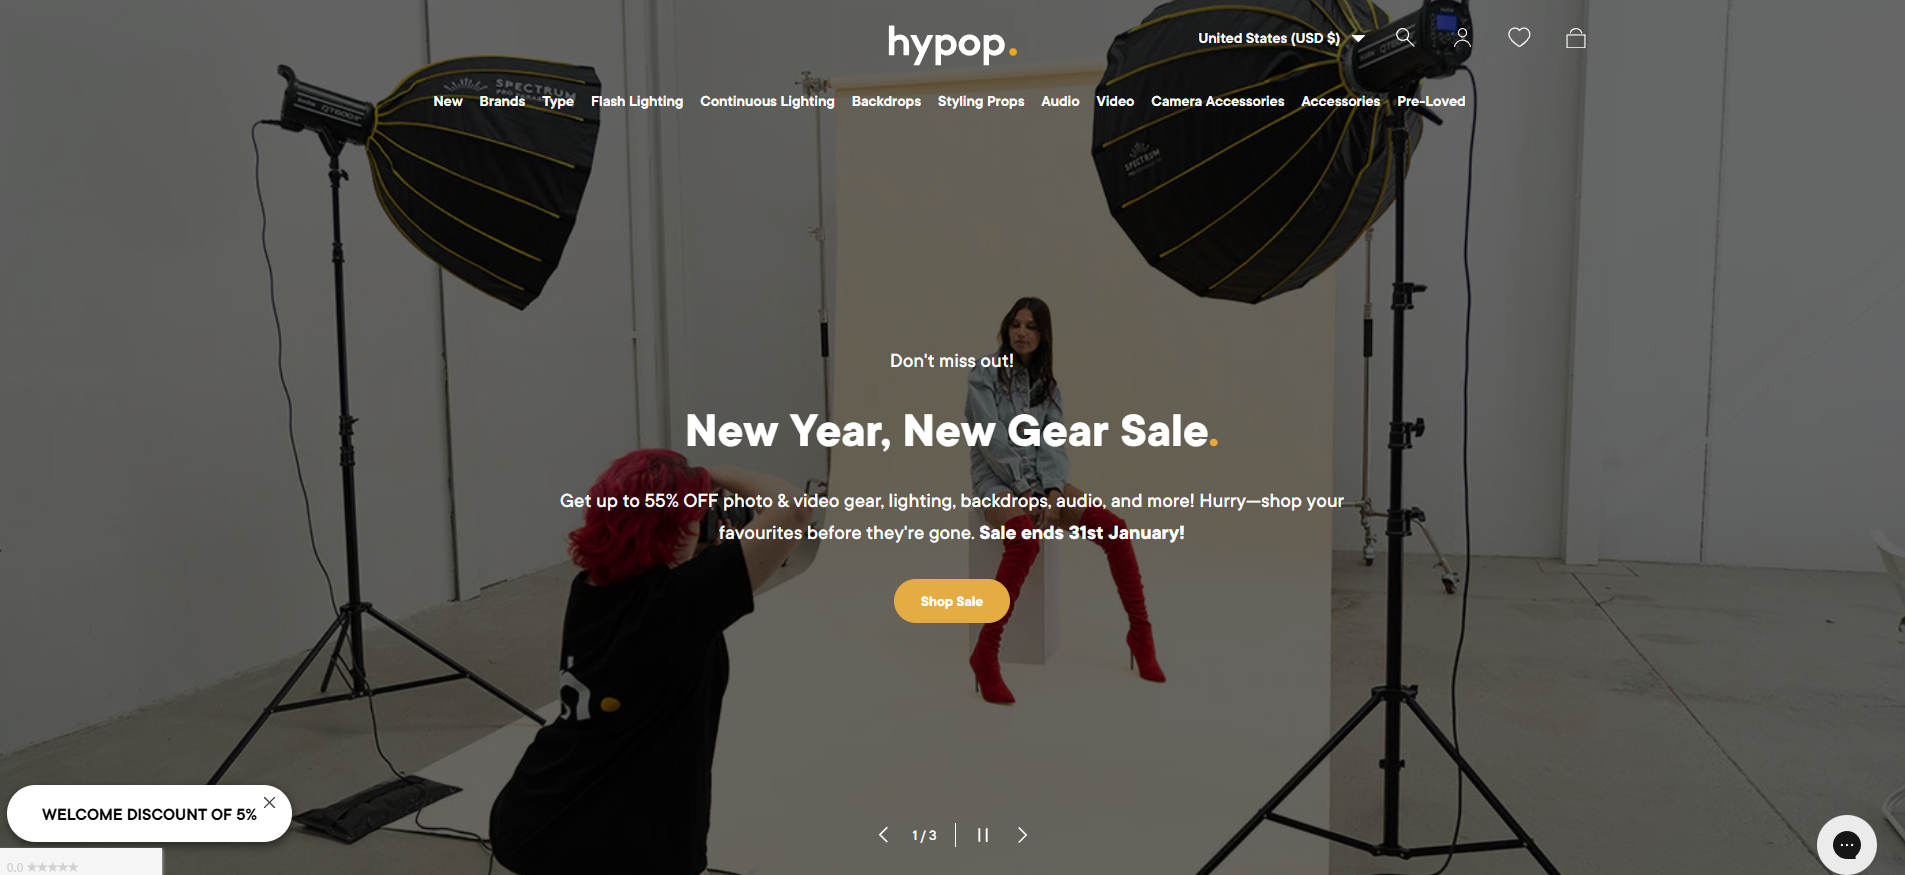 hypop.
United States (USD $)
New Brands Type Flash Lighting Continuous Lighting Backdrops Styling Props Audio Video Camera Accessories Accessories Pre-Loved
SPECTRUM
SPECTRUM
Don't miss out!
New Year, New Gear Sale.
Get up to 55% OFF photo & video gear, lighting, backdrops, audio, and more! Hurry—shop your
favourites before they're gone. Sale ends 31st January!
Shop Sale
h.
WELCOME DISCOUNT OF 5%
1 / 3
0.0 ★★★★★